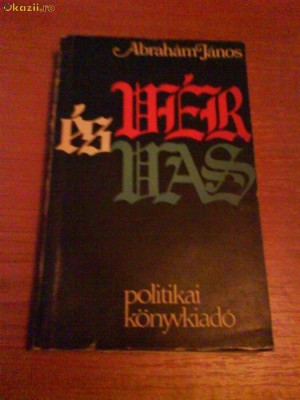 Okazii.ro
Ábrahám János
VÉR
és
VAS
politikai
könyvkiadó